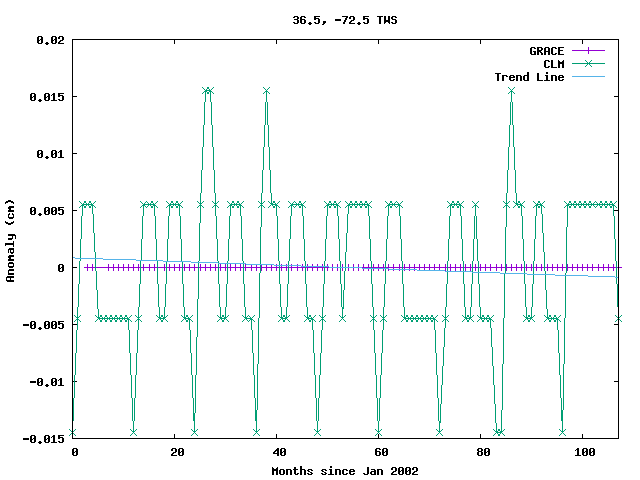 36.5, -72.5 TWS
GRACE
CLM
Trend Line
0.02
0.015
0.01
0.005
0
-0.005
-0.01
-0.015
Anomaly (cm)
0 20 40 60 80 100
Months since Jan 2002